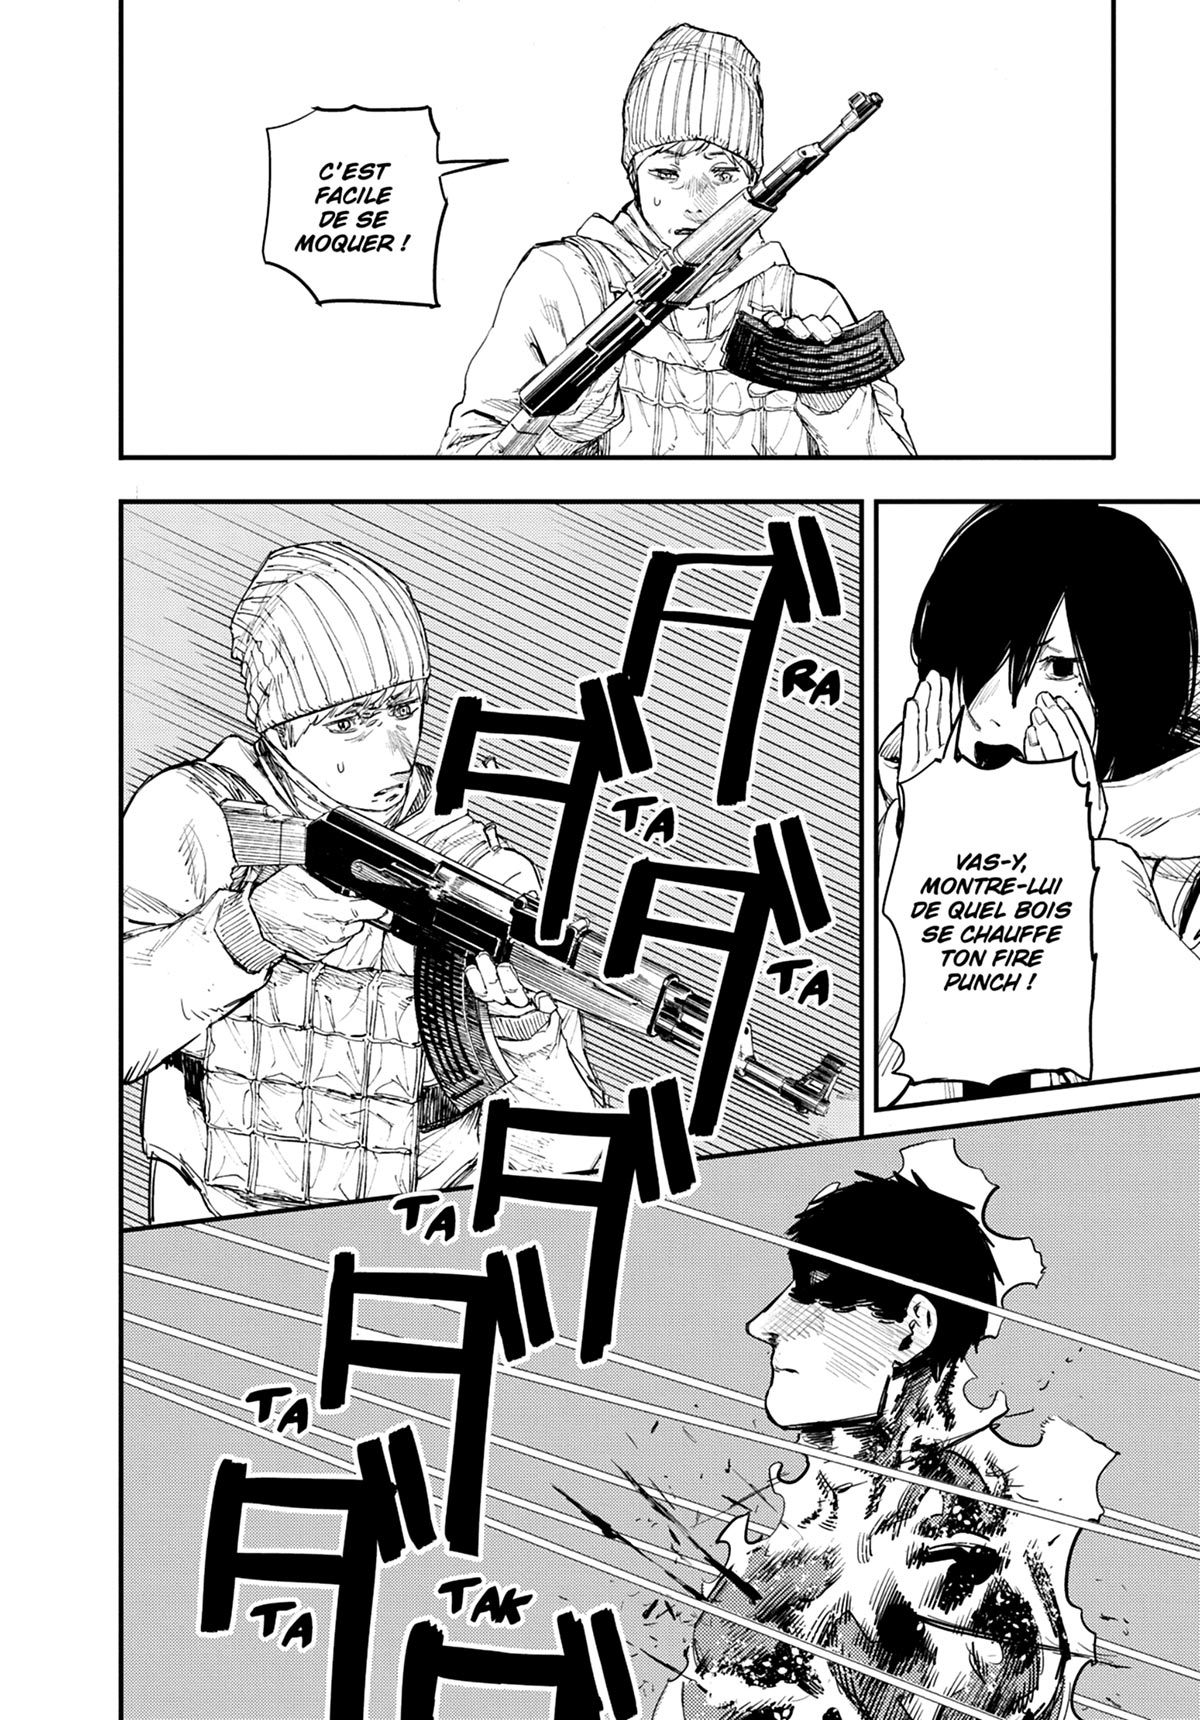 C'EST
FACILE
DE SE
MOQUER !
VAS-Y,
MONTRE-LUI
DE QUEL BOIS
SE CHAUFFE
TON FIRE
PUNCH !
ダ
RA
ダ
TA
ダ
TA
ダ
TA
ダ
TA
ダ
TA
ダ
TAK